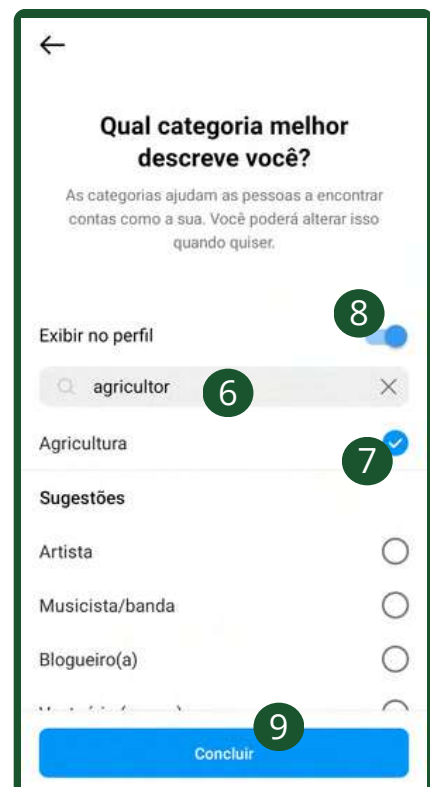 Qual categoria melhor
descreve você?
As categorias ajudam as pessoas a encontrar
contas como a sua. Você poderá alterar isso
quando quiser.
8
Exibir no perfil
agricultor 6
Agricultura
7
Sugestões
Artista
Musicista/banda
Blogueiro(a)
9
Concluir